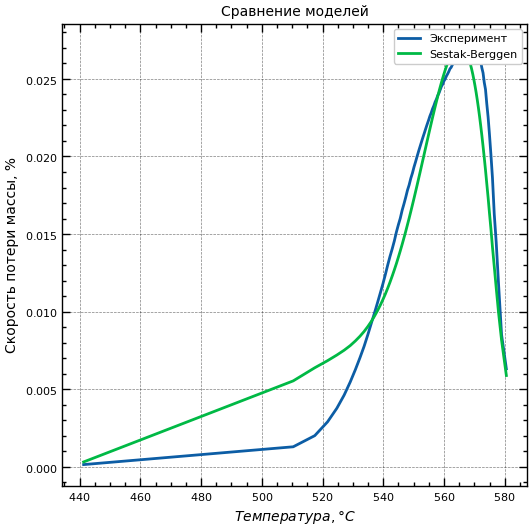 Сравнение моделей
Эксперимент
Sestak-Berggen
Скорость потери массы, %
0.025
0.020
0.015
0.010
0.005
0.000
440 460 480 500 520 540 560 580
Температура, °C